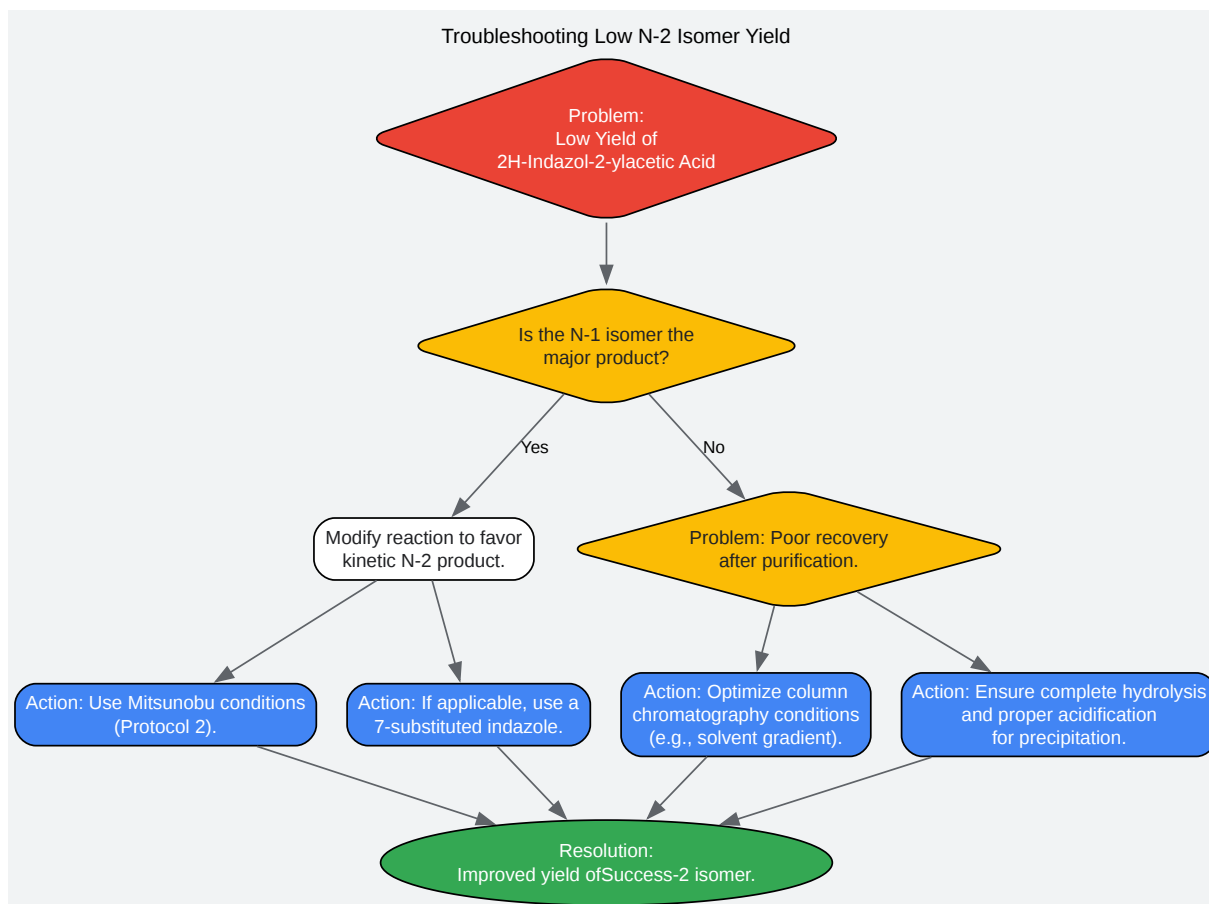 Troubleshooting Low N-2 Isomer Yield
Problem:
Low Yield of
2H-Indazol-2-ylacetic Acid
Is the N-1 isomer the
major product?
Yes
No
Modify reaction to favor
kinetic N-2 product.
Problem: Poor recovery
after purification.
Action: Use Mitsunobu conditions
(Protocol 2).
Action: If applicable, use a
7-substituted indazole.
Action: Optimize column
chromatography conditions
(e.g., solvent gradient).
Action: Ensure complete hydrolysis
and proper acidification
for precipitation.
Resolution:
Improved yield ofSuccess-2 isomer.